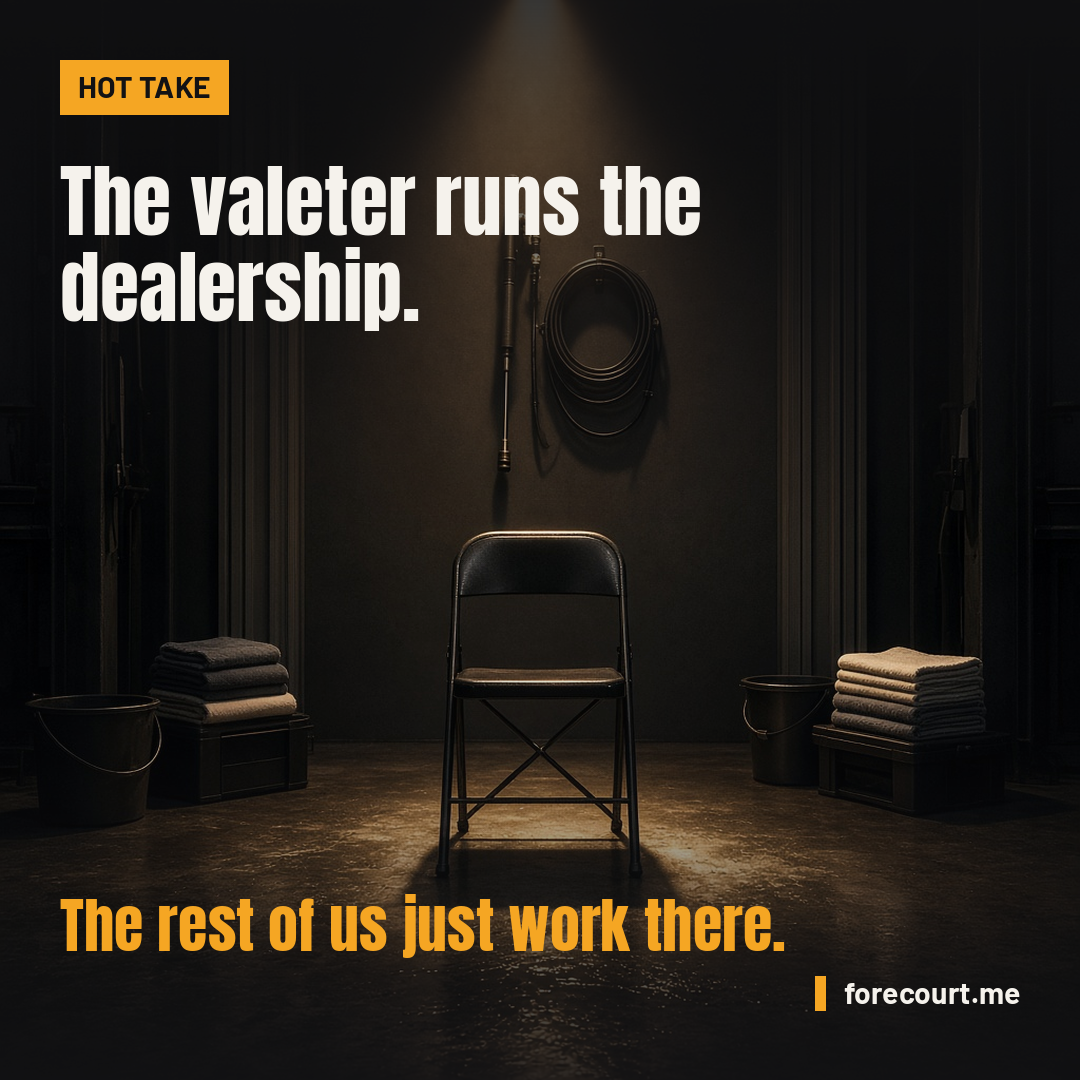 HOT TAKE
The valeter runs the
dealership.
The rest of us just work there.
forecourt.me